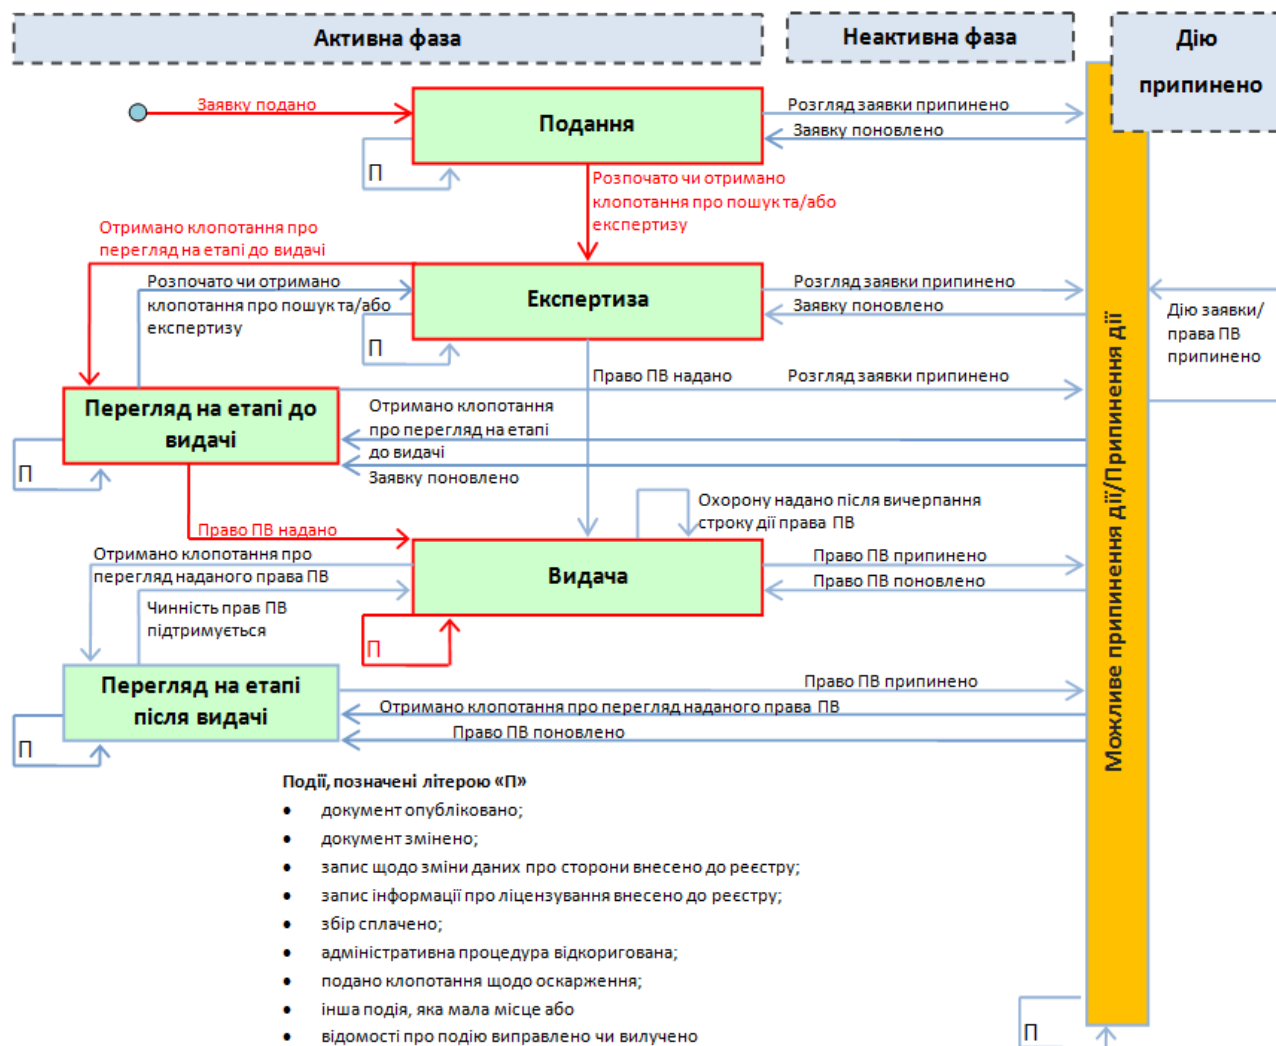 Активна фаза
Неактивна фаза
Дію
припинено
Заявку подано
Подання
Розгляд заявки припинено
Заявку поновлено
П
Розпочато чи отримано
клопотання про пошук та/або
експертизу
Отримано клопотання про
перегляд на етапі до видачі
Розпочато чи отримано
клопотання про пошук та/або
експертизу
Експертиза
Розгляд заявки припинено
Заявку поновлено
П
Дію заявки/
права ПВ
припинено
Можливе припинення дії/Припинення дії
Право ПВ надано
Розгляд заявки припинено
Перегляд на етапі до
видачі
Отримано клопотання
про перегляд на етапі
до видачі
Заявку поновлено
П
Охорону надано після вичерпання
строку дії права ПВ
Право ПВ надано
Отримано клопотання про
перегляд наданого права ПВ
Видача
Право ПВ припинено
Право ПВ поновлено
Чинність прав ПВ
підтримується
П
Перегляд на етапі
після видачі
Право ПВ припинено
Отримано клопотання про перегляд наданого права ПВ
Право ПВ поновлено
П
Події, позначені літерою «П»
• документ опубліковано;
• документ змінено;
• запис щодо зміни даних про сторони внесено до реєстру;
• запис інформації про ліцензування внесено до реєстру;
• збір сплачено;
• адміністративна процедура відкоригована;
• подано клопотання щодо оскарження;
• інша подія, яка мала місце або
• відомості про подію виправлено чи вилучено
П